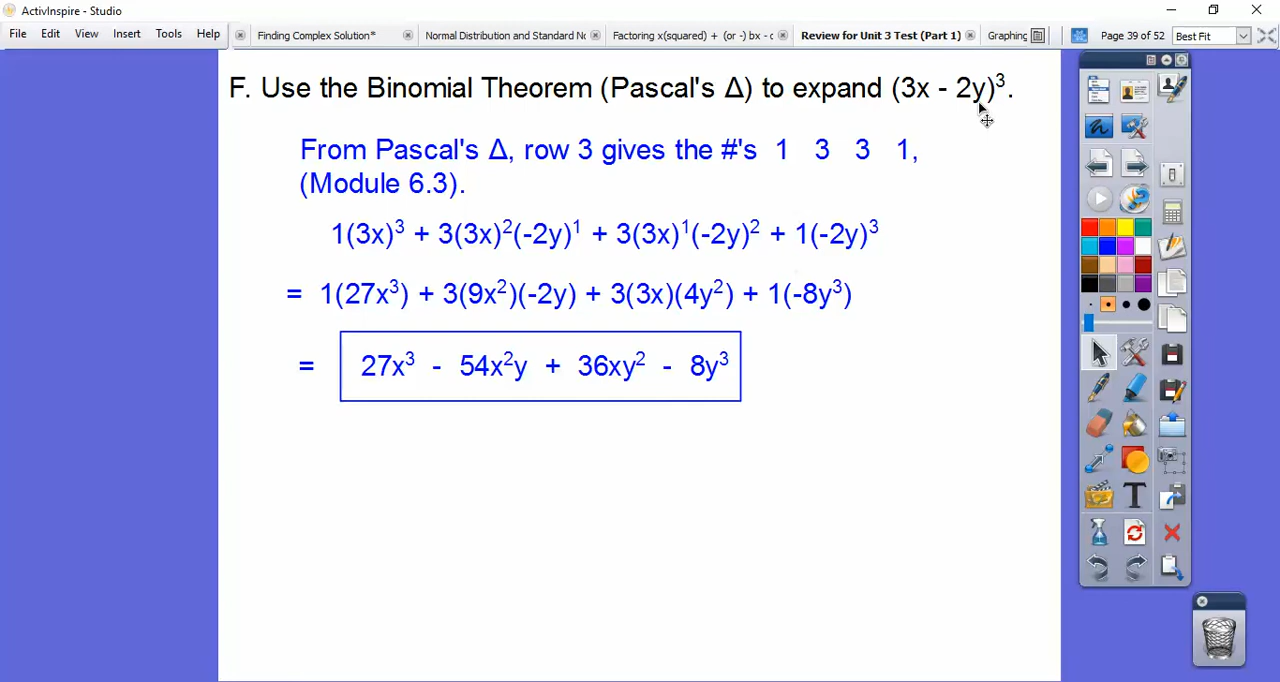 ActivInspire - Studio
File Edit View Insert Tools Help
Finding Complex Solution* Normal Distribution and Standard No Factoring x(squared) + (or -) bx - c Review for Unit 3 Test (Part 1) Graphing Page 39 of 52 Best Fit
F. Use the Binomial Theorem (Pascal's Δ) to expand (3x - 2y)³.
From Pascal's Δ, row 3 gives the #'s 1 3 3 1,
(Module 6.3).
1(3x)³ + 3(3x)²(-2y)¹ + 3(3x)¹(-2y)² + 1(-2y)³
= 1(27x³) + 3(9x²)(-2y) + 3(3x)(4y²) + 1(-8y³)
= 27x³ - 54x²y + 36xy² - 8y³